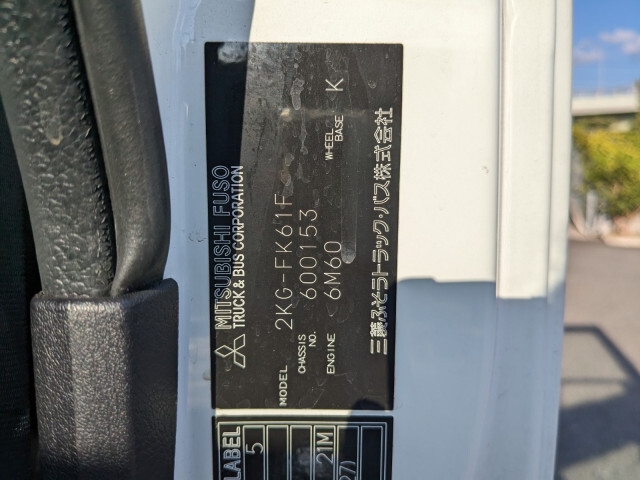 MITSUBISHI FUSO
TRUCK & BUS CORPORATION
MODEL 2KG-FK61F
CHASSIS NO. 600153
ENGINE 6M60 WHEEL BASE K
三菱ふそうトラック・バス株式会社
LABEL
5
21M
27)